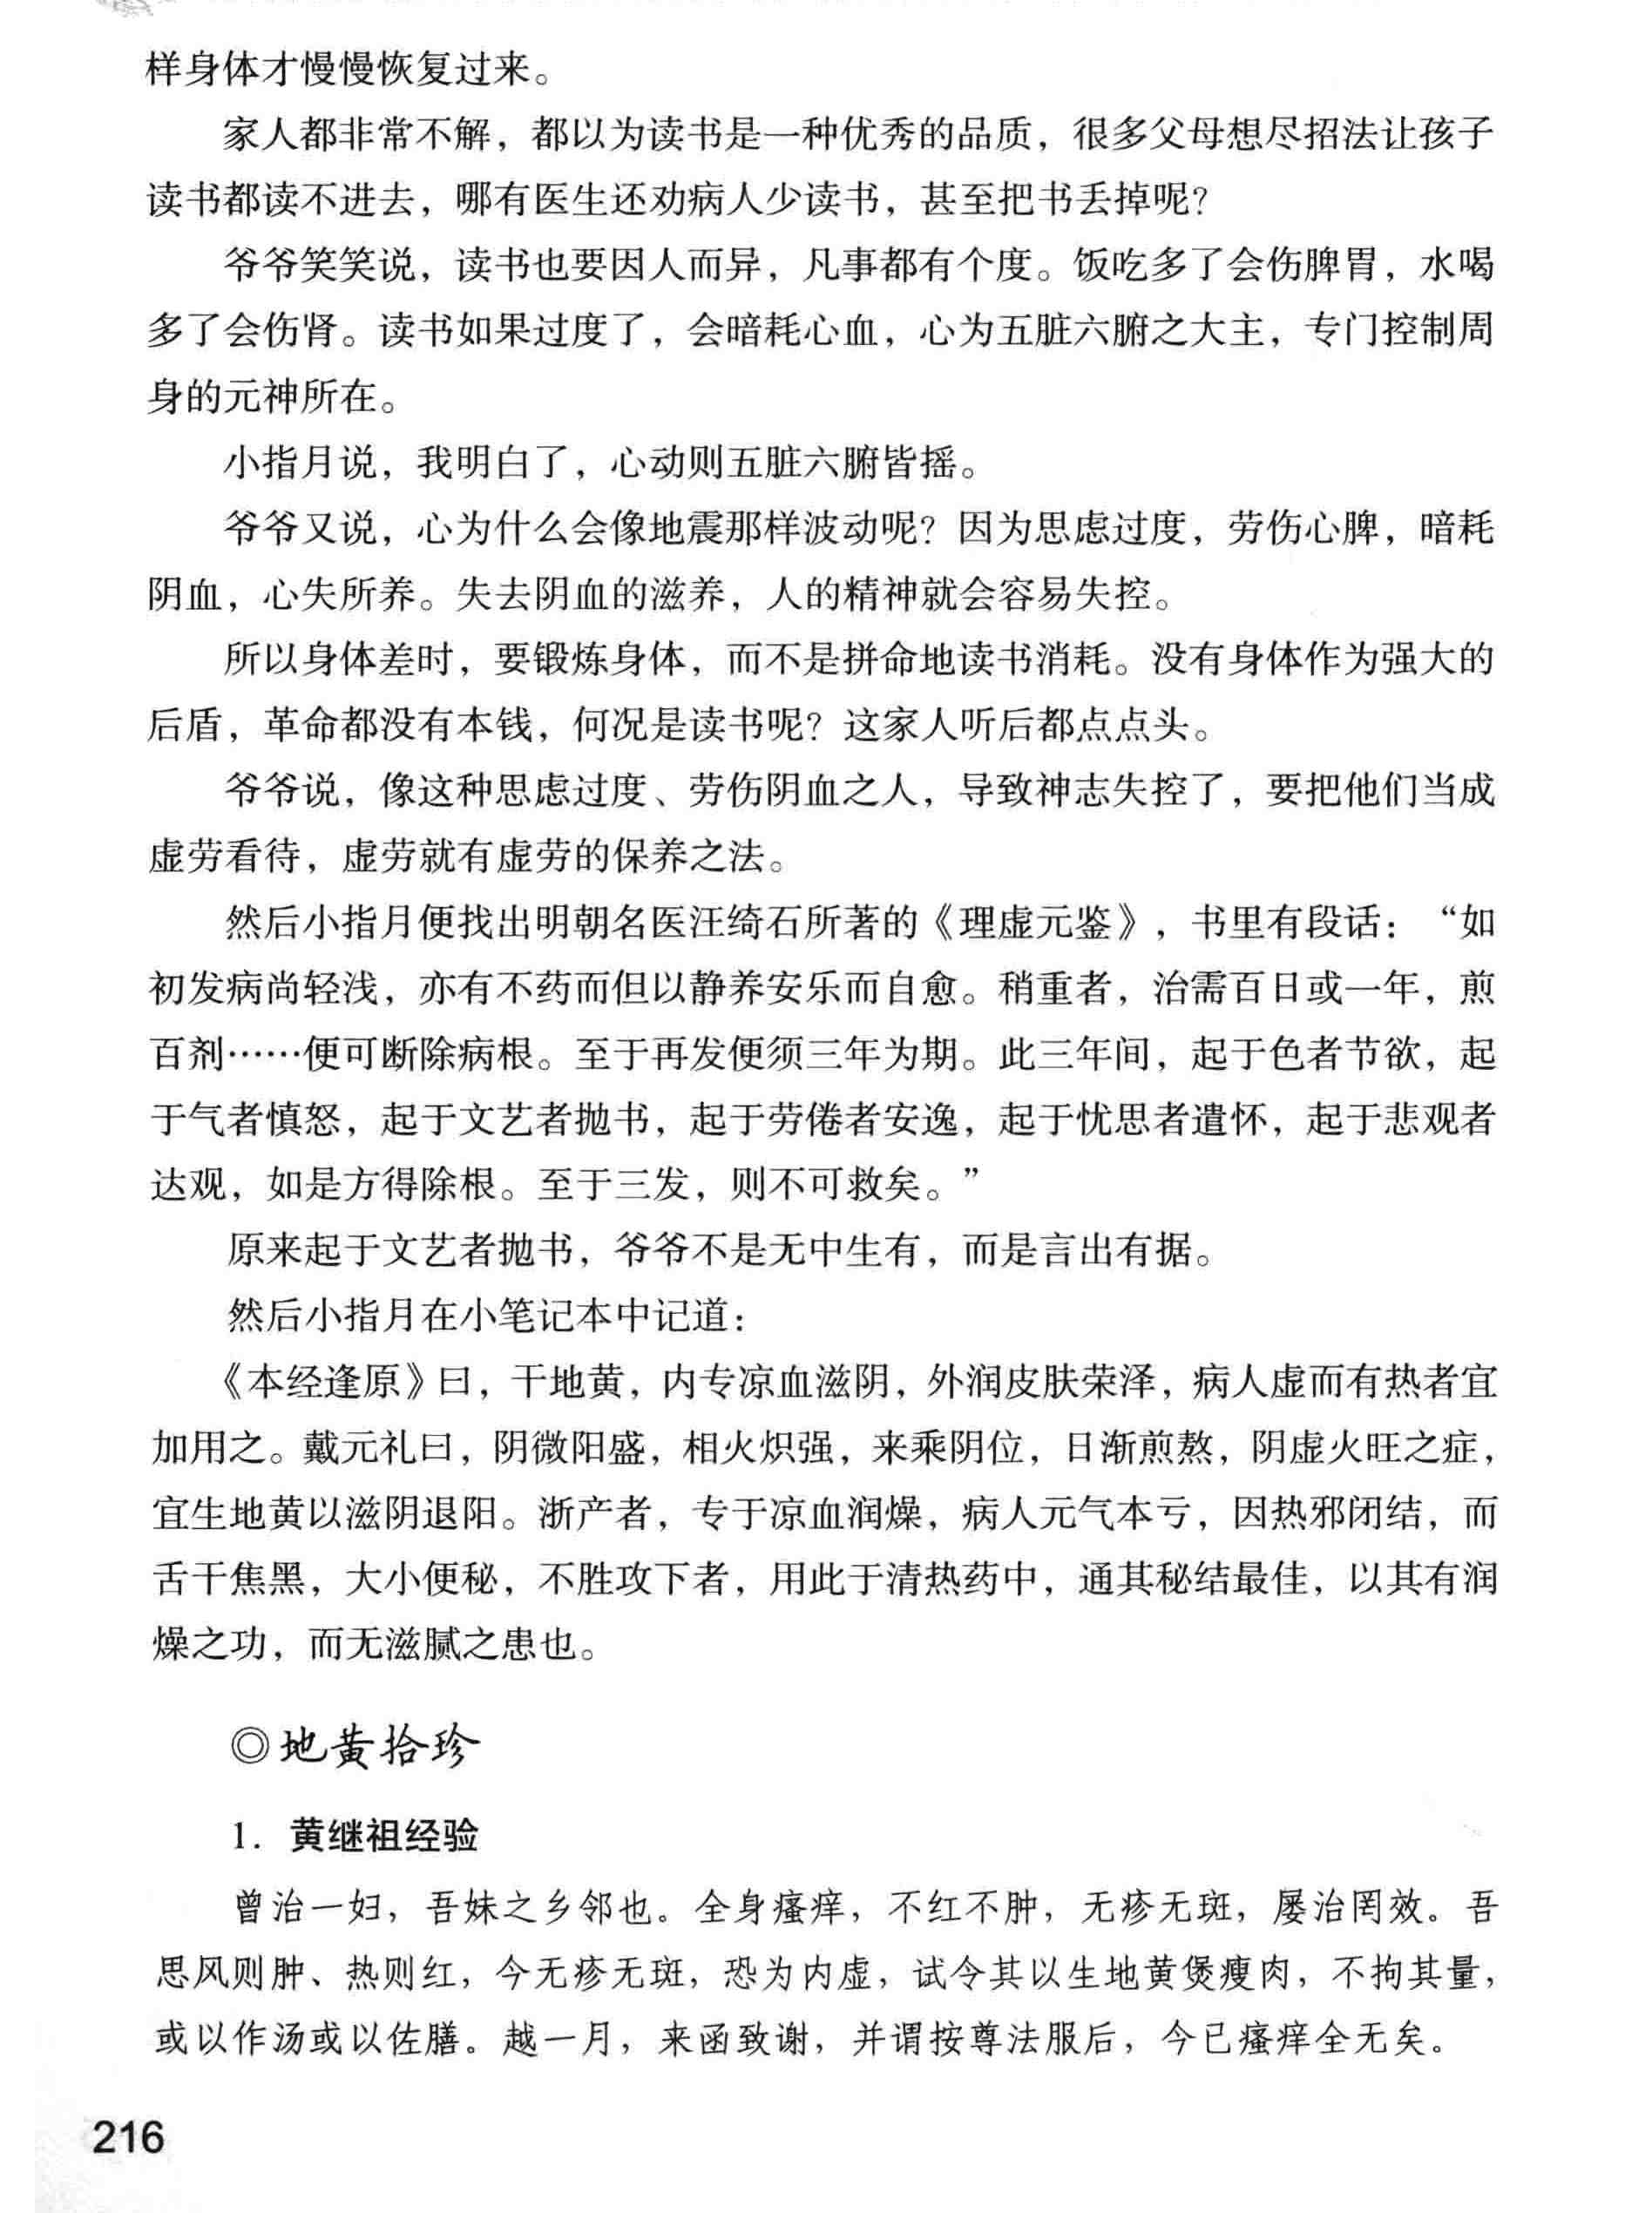 样身体才慢慢恢复过来。
家人都非常不解，都以为读书是一种优秀的品质，很多父母想尽招法让孩子
读书都读不进去，哪有医生还劝病人少读书，甚至把书丢掉呢？
爷爷笑笑说，读书也要因人而异，凡事都有个度。饭吃多了会伤脾胃，水喝
多了会伤肾。读书如果过度了，会暗耗心血，心为五脏六腑之大主，专门控制周
身的元神所在。
小指月说，我明白了，心动则五脏六腑皆摇。
爷爷又说，心为什么会像地震那样波动呢？因为思虑过度，劳伤心脾，暗耗
阴血，心失所养。失去阴血的滋养，人的精神就会容易失控。
所以身体差时，要锻炼身体，而不是拼命地读书消耗。没有身体作为强大的
后盾，革命都没有本钱，何况是读书呢？这家人听后都点点头。
爷爷说，像这种思虑过度、劳伤阴血之人，导致神志失控了，要把他们当成
虚劳看待，虚劳就有虚劳的保养之法。
然后小指月便找出明朝名医汪绮石所著的《理虚元鉴》，书里有段话：“如
初发病尚轻浅，亦有不药而但以静养安乐而自愈。稍重者，治需百日或一年，煎
百剂……便可断除病根。至于再发便须三年为期。此三年间，起于色者节欲，起
于气者慎怒，起于文艺者抛书，起于劳倦者安逸，起于忧思者遣怀，起于悲观者
达观，如是方得除根。至于三发，则不可救矣。”
原来起于文艺者抛书，爷爷不是无中生有，而是言出有据。
然后小指月在小笔记本中记道：
《本经逢原》曰，干地黄，内专凉血滋阴，外润皮肤荣泽，病人虚而有热者宜
加用之。戴元礼曰，阴微阳盛，相火炽强，来乘阴位，日渐煎熬，阴虚火旺之症，
宜生地黄以滋阴退阳。浙产者，专于凉血润燥，病人元气本亏，因热邪闭结，而
舌干焦黑，大小便秘，不胜攻下者，用此于清热药中，通其秘结最佳，以其有润
燥之功，而无滋腻之患也。
◎地黄拾珍
1．黄继祖经验
曾治一妇，吾妹之乡邻也。全身瘙痒，不红不肿，无疹无斑，屡治罔效。吾
思风则肿、热则红，今无疹无斑，恐为内虚，试令其以生地黄煲瘦肉，不拘其量，
或以作汤或以佐膳。越一月，来函致谢，并谓按尊法服后，今已瘙痒全无矣。
216